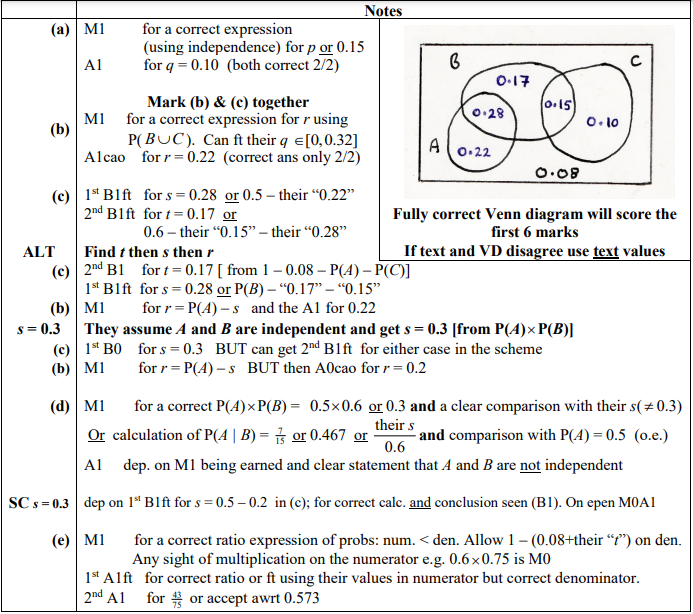 Notes
(a) M1 for a correct expression
(using independence) for p or 0.15
A1 for q = 0.10 (both correct 2/2)
Mark (b) & (c) together
(b) M1 for a correct expression for r using
P(B∪C). Can ft their q ∈[0,0.32]
A1cao for r = 0.22 (correct ans only 2/2)
(c) 1st B1ft for s = 0.28 or 0.5 – their “0.22”
2nd B1ft for t = 0.17 or
0.6 – their “0.15” – their “0.28”
B
C
0.17
0.15
0.28
0.10
A
0.22
0.08
Fully correct Venn diagram will score the
first 6 marks
If text and VD disagree use text values
ALT Find t then s then r
(c) 2nd B1 for t = 0.17 [ from 1 – 0.08 – P(A) – P(C)]
1st B1ft for s = 0.28 or P(B) – “0.17” – “0.15”
(b) M1 for r = P(A) – s and the A1 for 0.22
s = 0.3 They assume A and B are independent and get s = 0.3 [from P(A)× P(B)]
(c) 1st B0 for s = 0.3 BUT can get 2nd B1ft for either case in the scheme
(b) M1 for r = P(A) – s BUT then A0cao for r = 0.2
(d) M1 for a correct P(A)×P(B) = 0.5×0.6 or 0.3 and a clear comparison with their s(≠0.3)
Or calculation of P(A | B) = 7/15 or 0.467 or their s/0.6 and comparison with P(A) = 0.5 (o.e.)
A1 dep. on M1 being earned and clear statement that A and B are not independent
SC s = 0.3 dep on 1st B1ft for s = 0.5 – 0.2 in (c); for correct calc. and conclusion seen (B1). On epen M0A1
(e) M1 for a correct ratio expression of probs: num. < den. Allow 1 – (0.08+their “t”) on den.
Any sight of multiplication on the numerator e.g. 0.6×0.75 is M0
1st A1ft for correct ratio or ft using their values in numerator but correct denominator.
2nd A1 for 43/75 or accept awrt 0.573